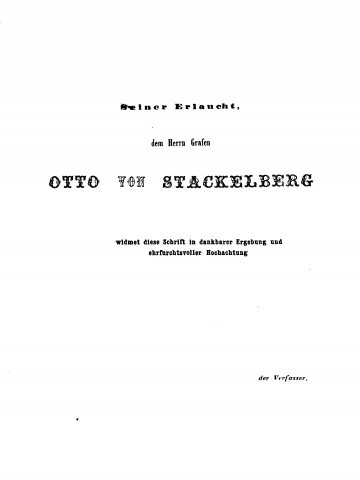 Seiner Erlaucht,
dem Herrn Grafen
OTTO VON STACKELBERG
widmet diese Schrift in dankbarer Ergebung und
ehrfurchtsvoller Hochachtung
der Verfasser.